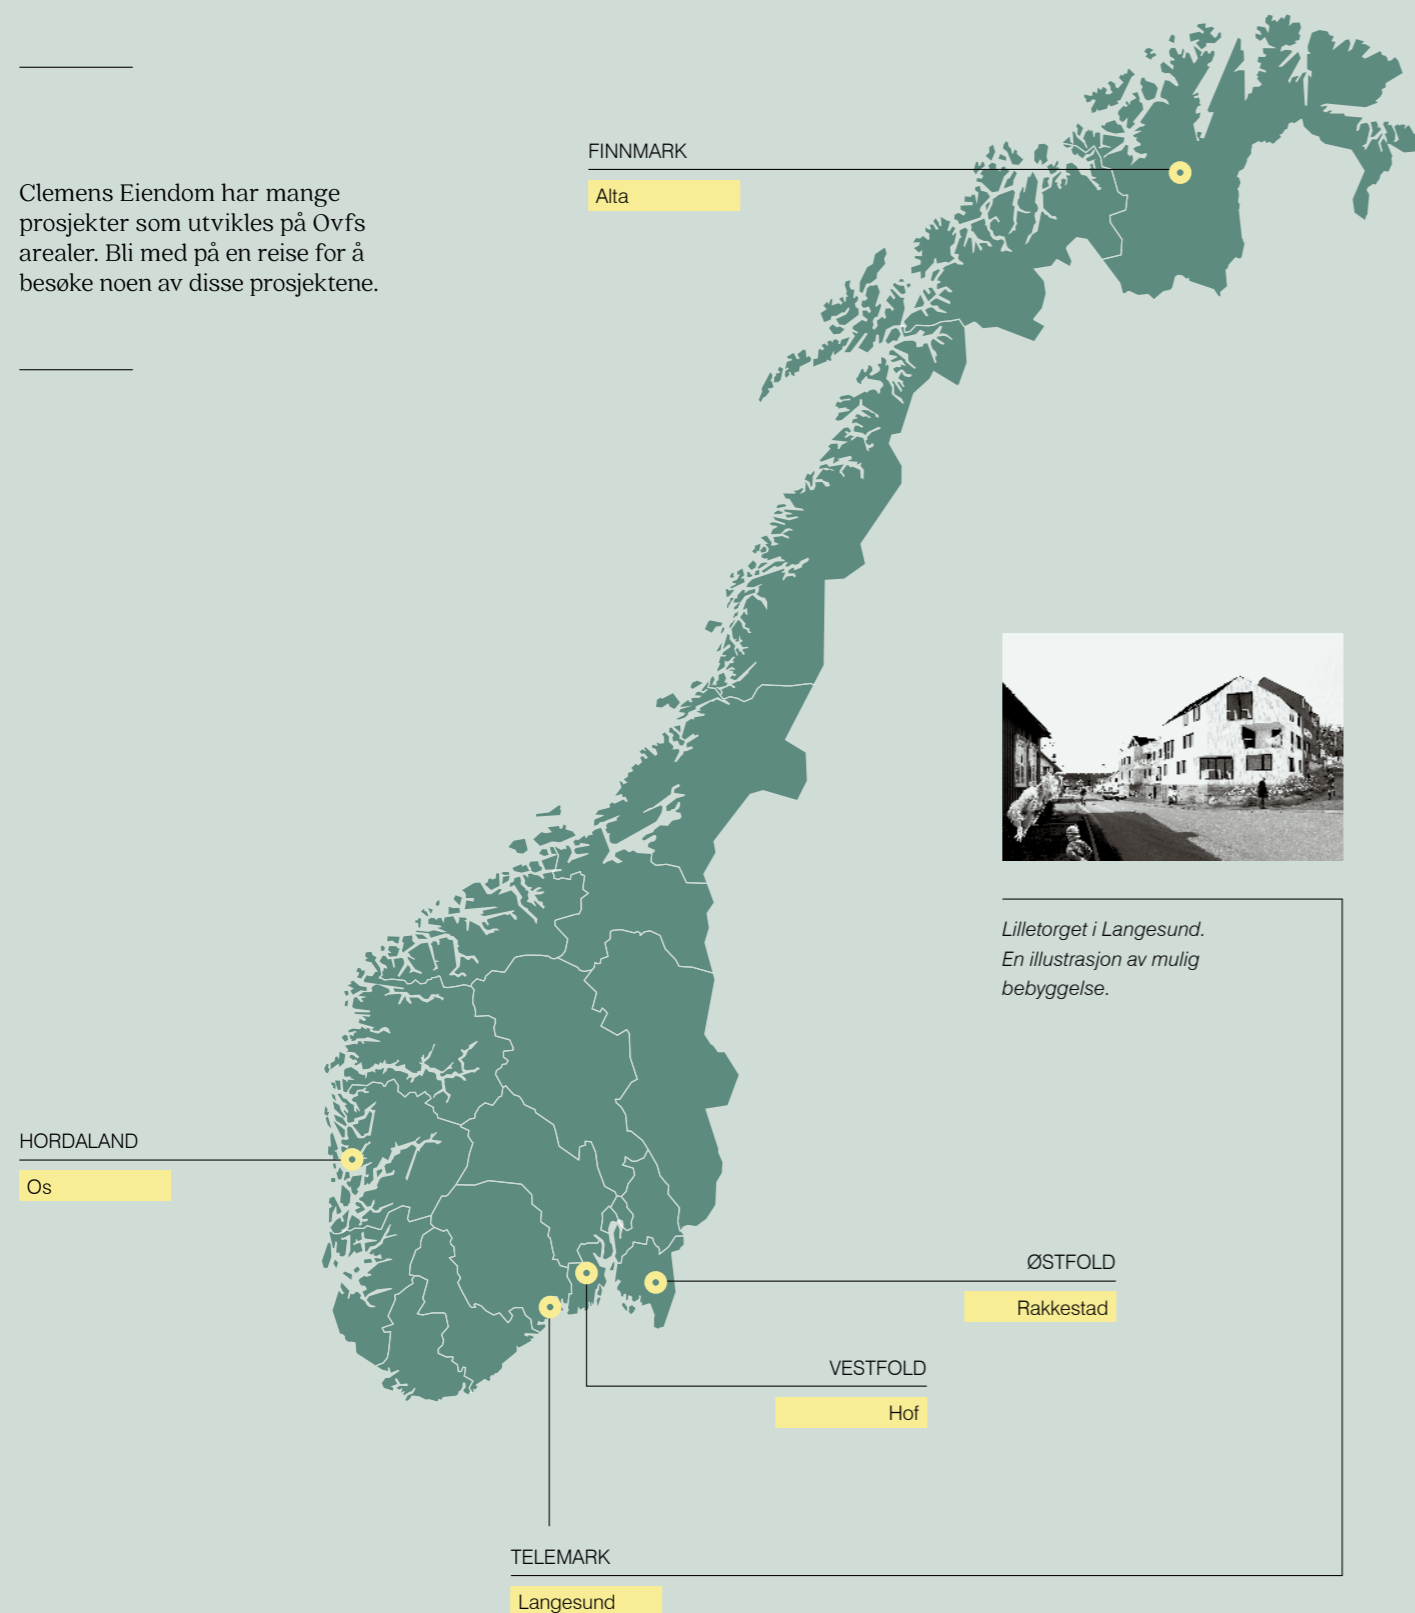 Clemens Eiendom har mange
prosjekter som utvikles på Ovfs
arealer. Bli med på en reise for å
besøke noen av disse prosjektene.
FINNMARK
Alta
Lilletorget i Langesund.
En illustrasjon av mulig
bebyggelse.
HORDALAND
Os
ØSTFOLD
Rakkestad
VESTFOLD
Hof
TELEMARK
Langesund